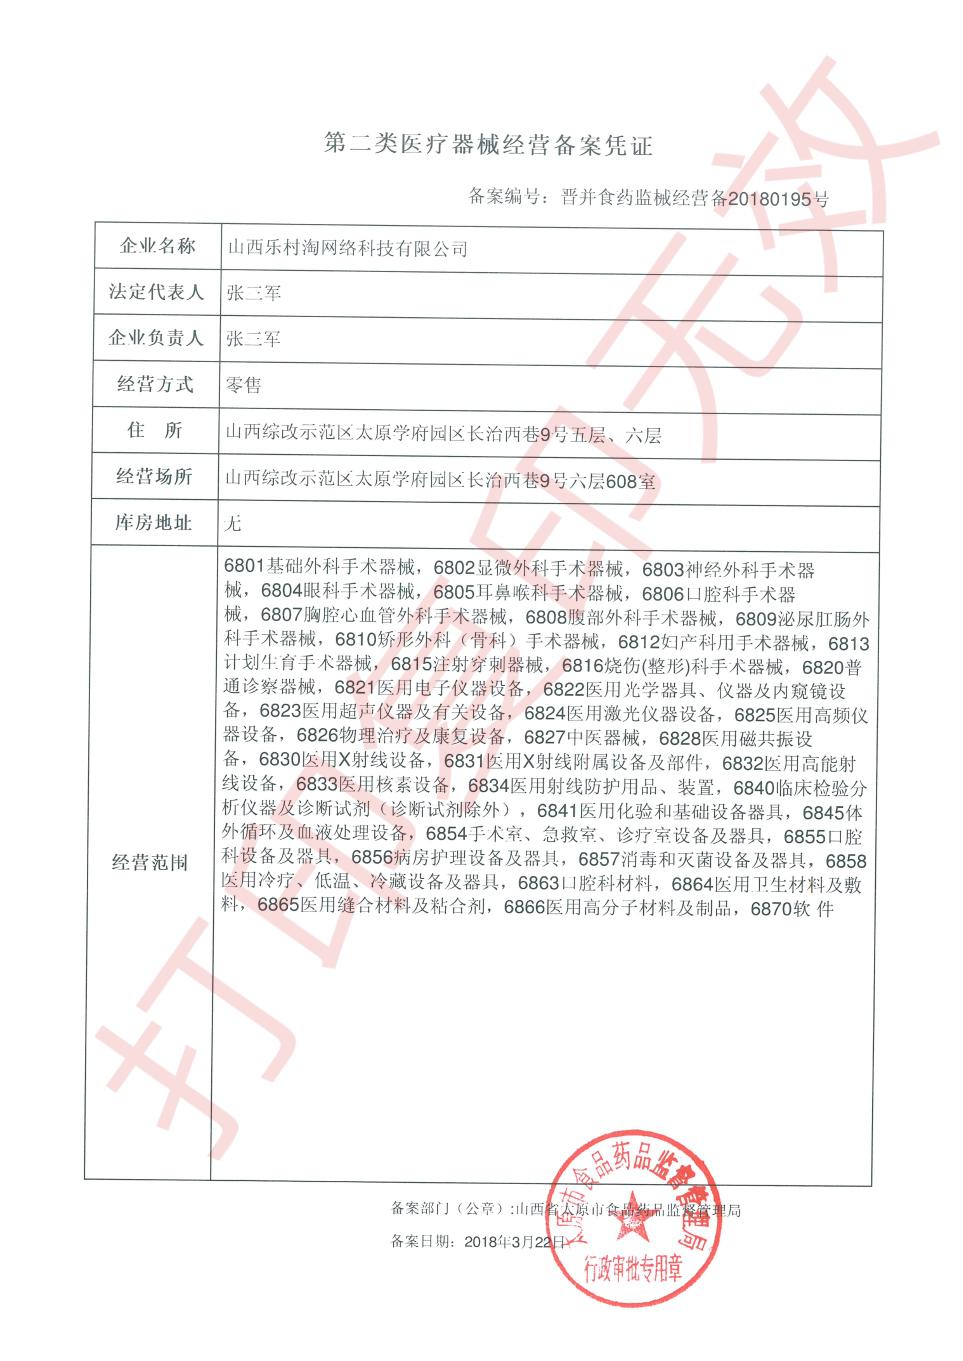 第二类医疗器械经营备案凭证
备案编号：晋并食药监械经营备20180195号
企业名称 山西乐村淘网络科技有限公司
法定代表人 张三军
企业负责人 张三军
经营方式 零售
住 所 山西综改示范区太原学府园区长治西巷9号五层、六层
经营场所 山西综改示范区太原学府园区长治西巷9号六层608室
库房地址 无
经营范围
6801基础外科手术器械，6802显微外科手术器械，6803神经外科手术器
械，6804眼科手术器械，6805耳鼻喉科手术器械，6806口腔科手术器
械，6807胸腔心血管外科手术器械，6808腹部外科手术器械，6809泌尿肛肠外
科手术器械，6810矫形外科（骨科）手术器械，6812妇产科用手术器械，6813
计划生育手术器械，6815注射穿刺器械，6816烧伤(整形)科手术器械，6820普
通诊察器械，6821医用电子仪器设备，6822医用光学器具、仪器及内窥镜设
备，6823医用超声仪器及有关设备，6824医用激光仪器设备，6825医用高频仪
器设备，6826物理治疗及康复设备，6827中医器械，6828医用磁共振设
备，6830医用X射线设备，6831医用X射线附属设备及部件，6832医用高能射
线设备，6833医用核素设备，6834医用射线防护用品、装置，6840临床检验分
析仪器及诊断试剂（诊断试剂除外），6841医用化验和基础设备器具，6845体
外循环及血液处理设备，6854手术室、急救室、诊疗室设备及器具，6855口腔
科设备及器具，6856病房护理设备及器具，6857消毒和灭菌设备及器具，6858
医用冷疗、低温、冷藏设备及器具，6863口腔科材料，6864医用卫生材料及敷
料，6865医用缝合材料及粘合剂，6866医用高分子材料及制品，6870软 件
备案部门（公章）:山西省太原市食品药品监督管理局
备案日期：2018年3月22日
太原市食品药品监督管理局
行政审批专用章
打印复印无效